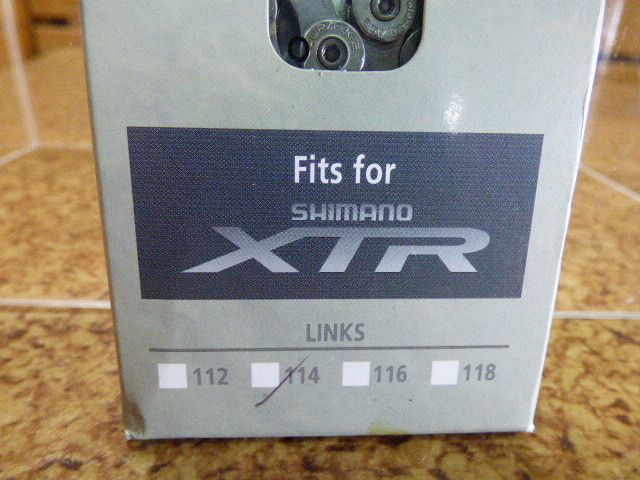 Fits for
SHIMANO
XTR
LINKS
112 114 116 118